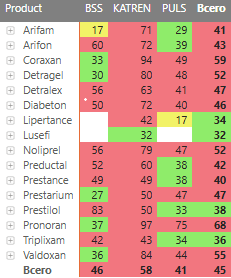 Product BSS KATREN PULS Всего
Arifam 17 71 29 41
Arifon 60 72 39 43
Coraxan 33 94 49 59
Detragel 30 80 48 52
Detralex 56 63 41 47
Diabeton 50 72 40 46
Lipertance 42 17 34
Lusefi 32 32
Noliprel 56 79 47 52
Preductal 52 60 38 42
Prestance 49 49 38 40
Prestarium 27 50 47 47
Prestilol 83 50 33 38
Pronoran 37 97 75 68
Triplixam 42 43 34 36
Valdoxan 36 84 44 55
Всего 46 58 41 45